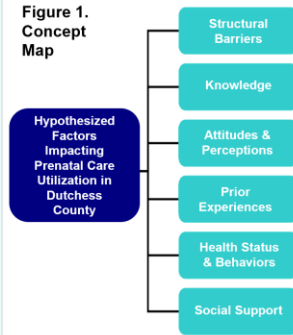 Figure 1.
Concept
Map
Hypothesized
Factors
Impacting
Prenatal Care
Utilization in
Dutchess
County
Structural
Barriers
Knowledge
Attitudes &
Perceptions
Prior
Experiences
Health Status
& Behaviors
Social Support